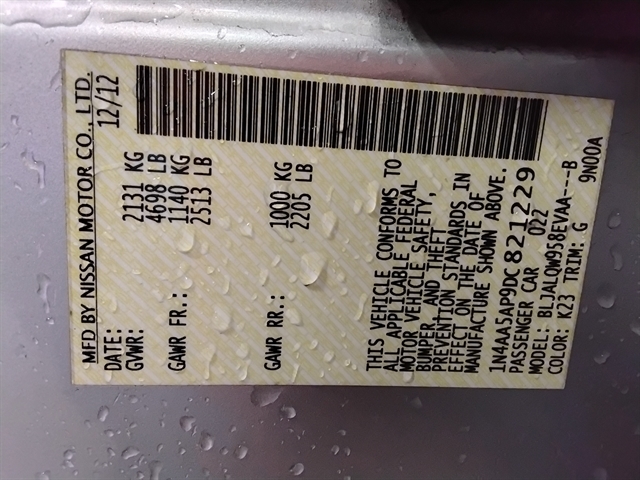 MFD BY NISSAN MOTOR CO., LTD.
DATE: 12/12
GVWR: 2131 KG
4698 LB
GAWR FR.: 1140 KG
2513 LB
GAWR RR.: 1000 KG
2205 LB
THIS VEHICLE CONFORMS TO
ALL APPLICABLE FEDERAL
MOTOR VEHICLE SAFETY,
BUMPER, AND THEFT
PREVENTION STANDARDS IN
EFFECT ON THE DATE OF
MANUFACTURE SHOWN ABOVE.
1N4AA5AP9DC821229
PASSENGER CAR 022
MODEL: BLJALQW958EVAA----B
COLOR: K23 TRIM: G 9N00A